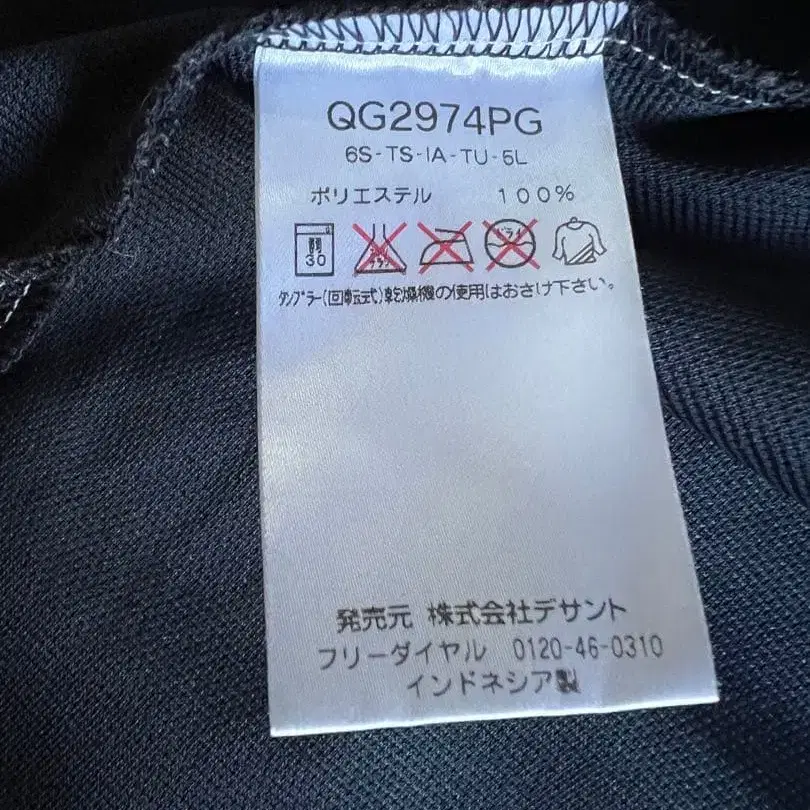 QG2974PG
6S-TS-IA-TU-5L
ポリエステル 100%
30 ドライ
タンブラー(回転式)乾燥機の使用はおさけ下さい。
発売元 株式会社デサント
フリーダイヤル 0120-46-0310
インドネシア製